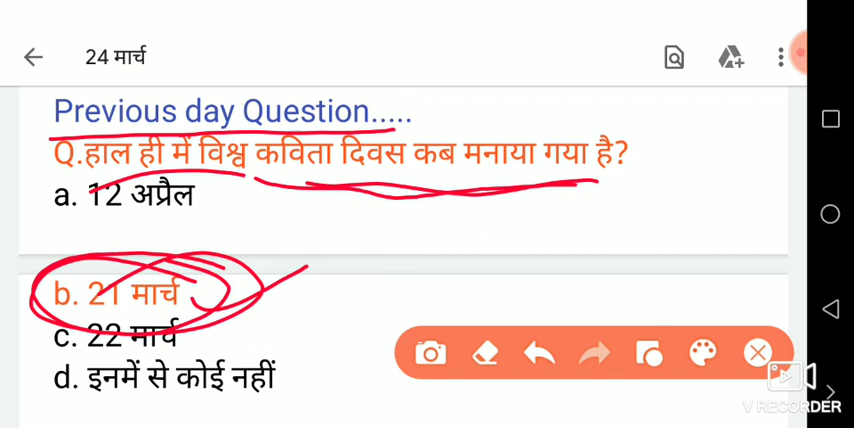 24 मार्च
Previous day Question.....
Q.हाल ही में विश्व कविता दिवस कब मनाया गया है?
a. 12 अप्रैल
b. 21 मार्च
c. 22 मार्च
d. इनमें से कोई नहीं
V RECORDER